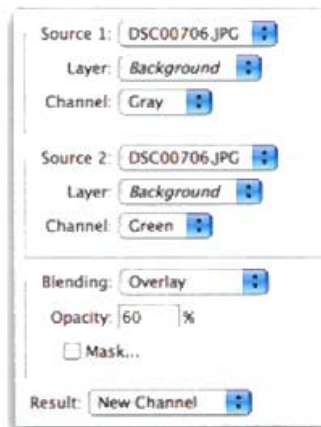 Source 1: DSC00706.JPG
Layer: Background
Channel: Gray
Source 2: DSC00706.JPG
Layer: Background
Channel: Green
Blending: Overlay
Opacity: 60 %
Mask...
Result: New Channel